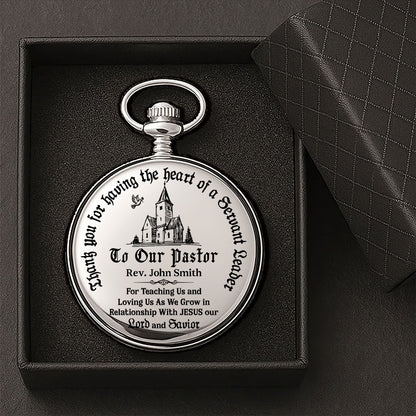 Thank you for having the heart of a Servant Leader
To Our Pastor
Rev. John Smith
For Teaching Us and
Loving Us As We Grow in
Relationship With JESUS our
Lord and Savior